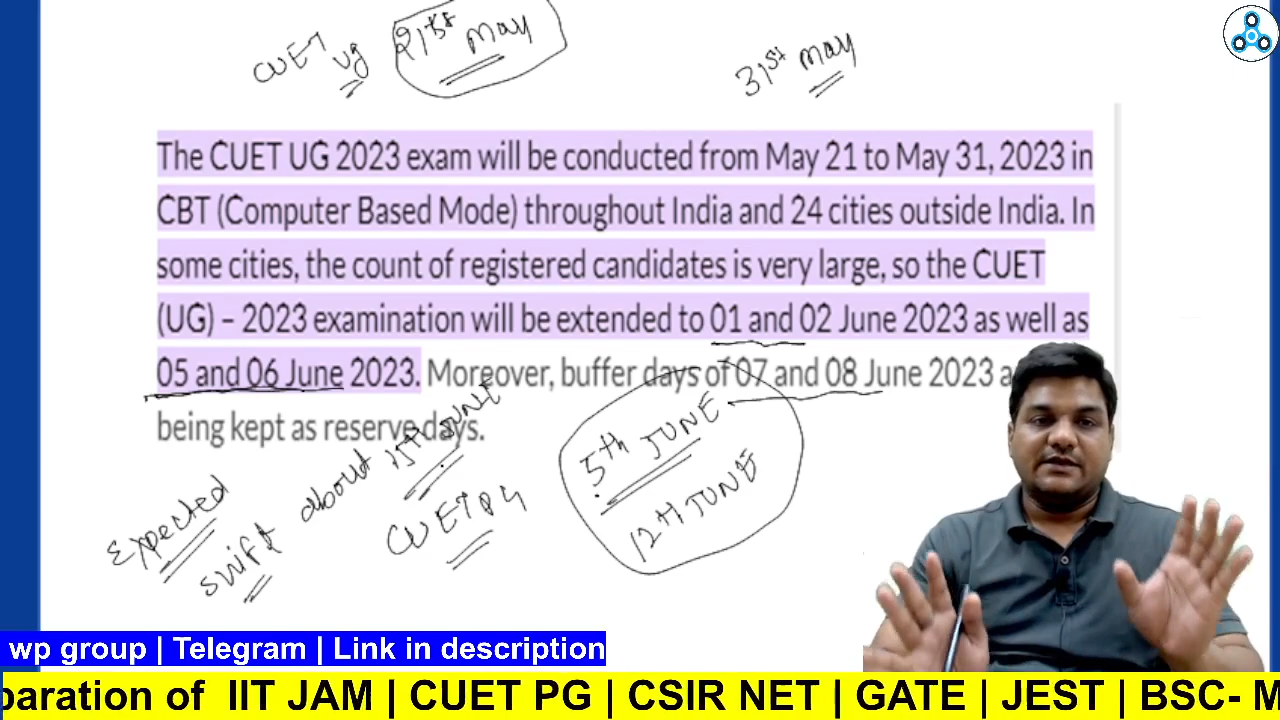 CUET ug 21st May
31st May
The CUET UG 2023 exam will be conducted from May 21 to May 31, 2023 in
CBT (Computer Based Mode) throughout India and 24 cities outside India. In
some cities, the count of registered candidates is very large, so the CUET
(UG) – 2023 examination will be extended to 01 and 02 June 2023 as well as
05 and 06 June 2023. Moreover, buffer days of 07 and 08 June 2023 a
being kept as reserve days.
Expected
shift about 15th JUNE
CUET PG
5th JUNE
12TH JUNE
wp group | Telegram | Link in description
paration of IIT JAM | CUET PG | CSIR NET | GATE | JEST | BSC- M